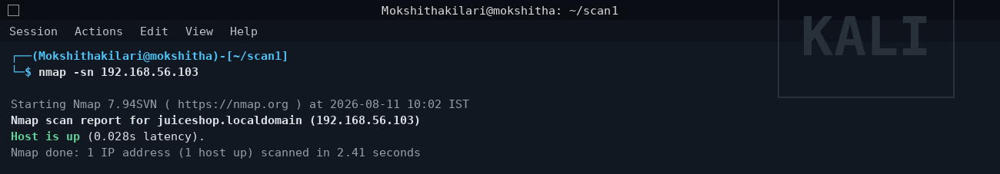 Mokshithakilari@mokshitha: ~/scan1
KALI
Session Actions Edit View Help
┌──(Mokshithakilari@mokshitha)-[~/scan1]
└─$ nmap -sn 192.168.56.103
Starting Nmap 7.94SVN ( https://nmap.org ) at 2026-08-11 10:02 IST
Nmap scan report for juiceshop.localdomain (192.168.56.103)
Host is up (0.028s latency).
Nmap done: 1 IP address (1 host up) scanned in 2.41 seconds